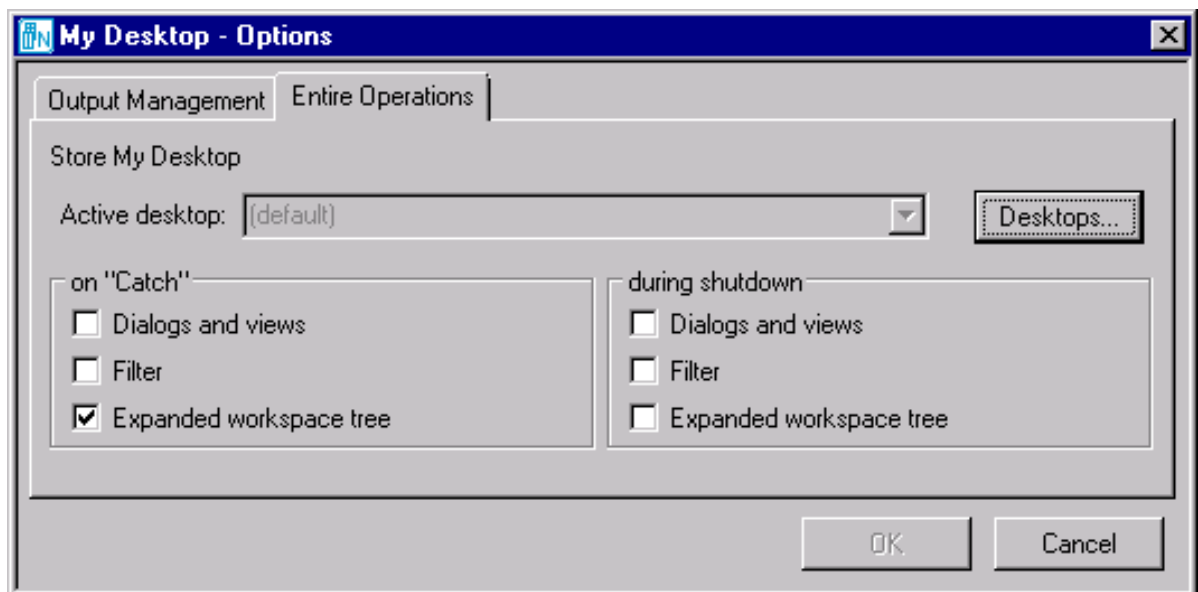 My Desktop - Options
Output Management Entire Operations
Store My Desktop
Active desktop: (default) Desktops...
on "Catch" during shutdown
Dialogs and views Dialogs and views
Filter Filter
Expanded workspace tree Expanded workspace tree
OK Cancel